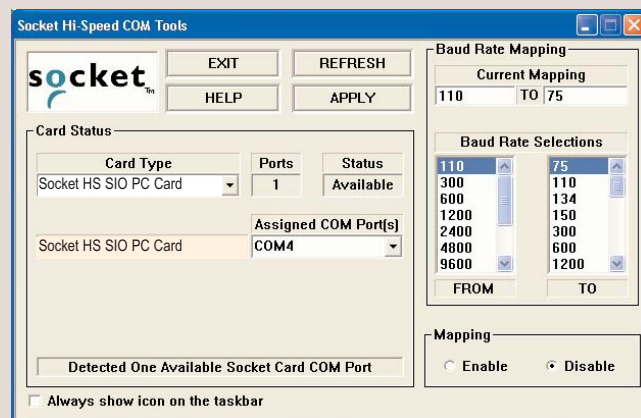 Socket Hi-Speed COM Tools
socket™
EXIT
REFRESH
HELP
APPLY
Card Status
Card Type
Ports
Status
Socket HS SIO PC Card
1
Available
Assigned COM Port(s)
Socket HS SIO PC Card
COM4
Detected One Available Socket Card COM Port
Always show icon on the taskbar
Baud Rate Mapping
Current Mapping
110 TO 75
Baud Rate Selections
110
300
600
1200
2400
4800
9600
FROM
75
110
134
150
300
600
1200
TO
Mapping
Enable
Disable